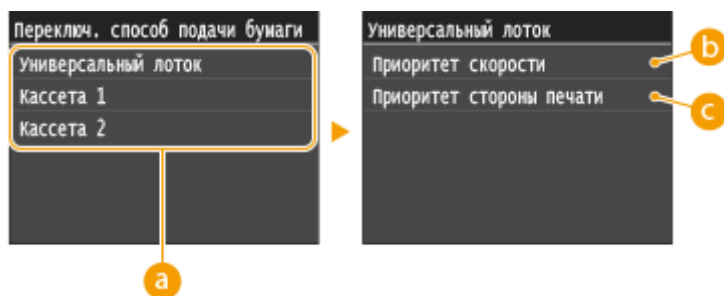 Переключ. способ подачи бумаги
Универсальный лоток
Кассета 1
Кассета 2
a
Универсальный лоток
Приоритет скорости
Приоритет стороны печати
b
c